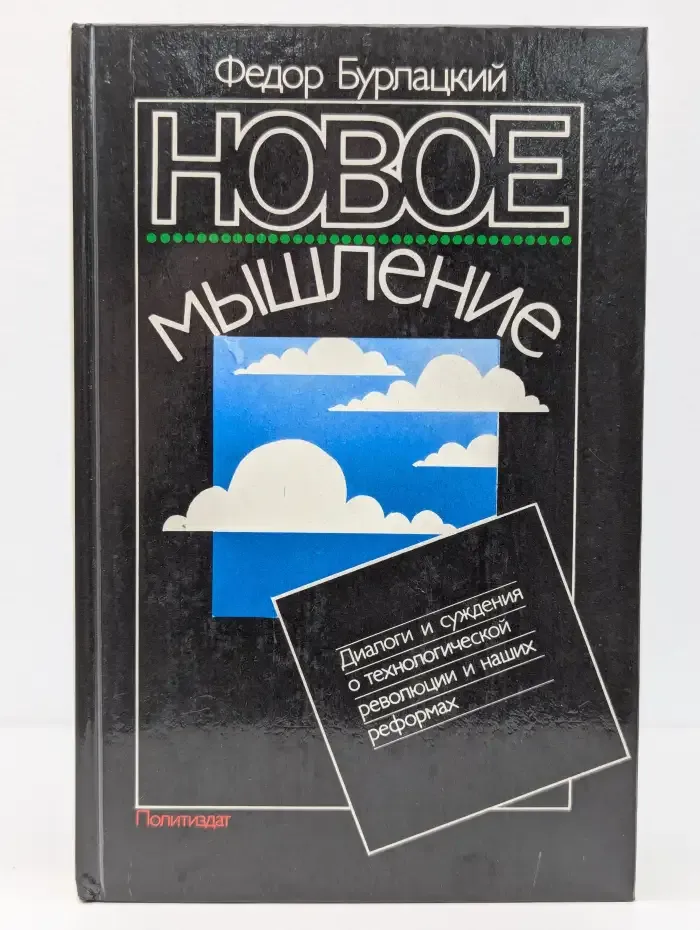 Федор Бурлацкий
НОВОЕ
мышление
Диалоги и суждения
о технологической
революции и наших
реформах
Политиздат